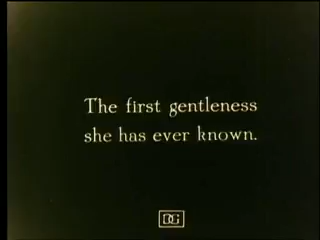 The first gentleness
she has ever known.
DG